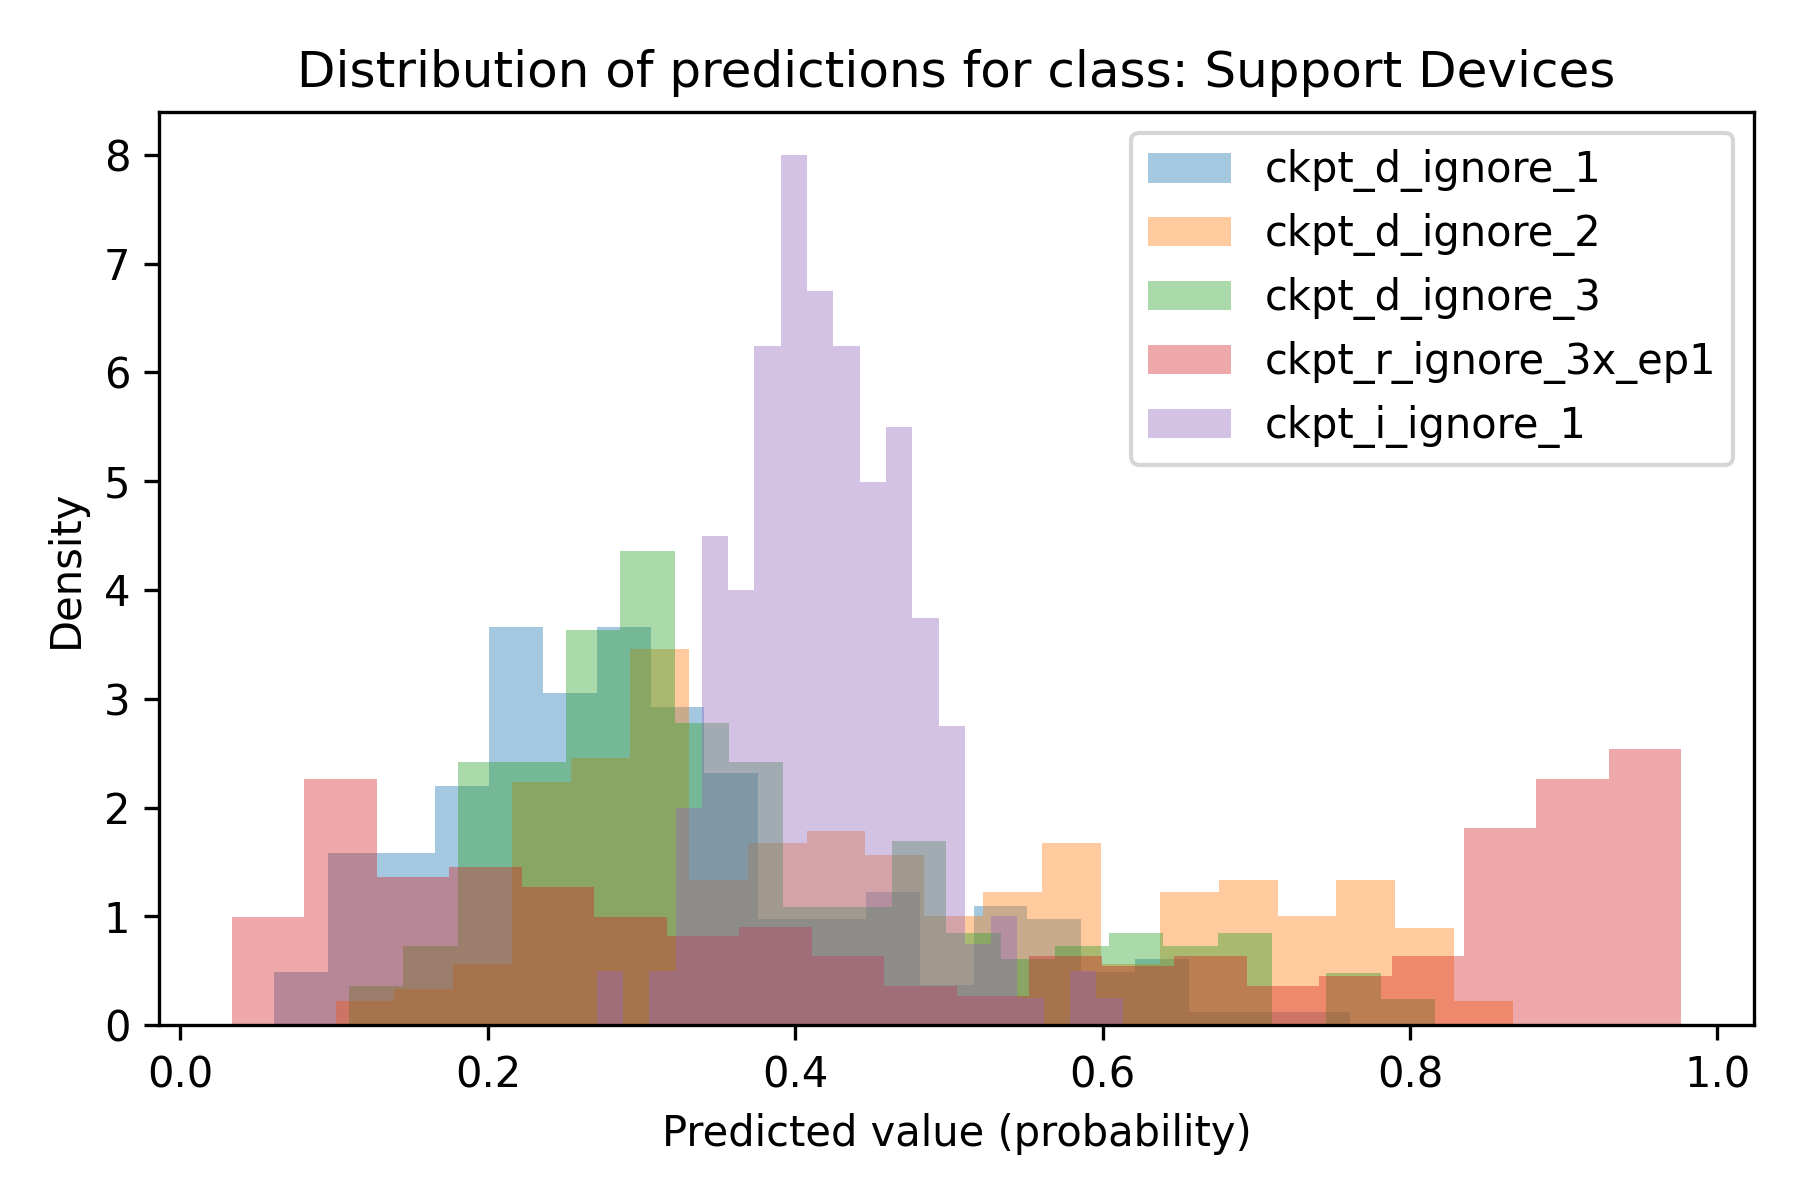 Distribution of predictions for class: Support Devices
8
7
6
5
4
3
2
1
0
Density
ckpt_d_ignore_1
ckpt_d_ignore_2
ckpt_d_ignore_3
ckpt_r_ignore_3x_ep1
ckpt_i_ignore_1
0.0 0.2 0.4 0.6 0.8 1.0
Predicted value (probability)